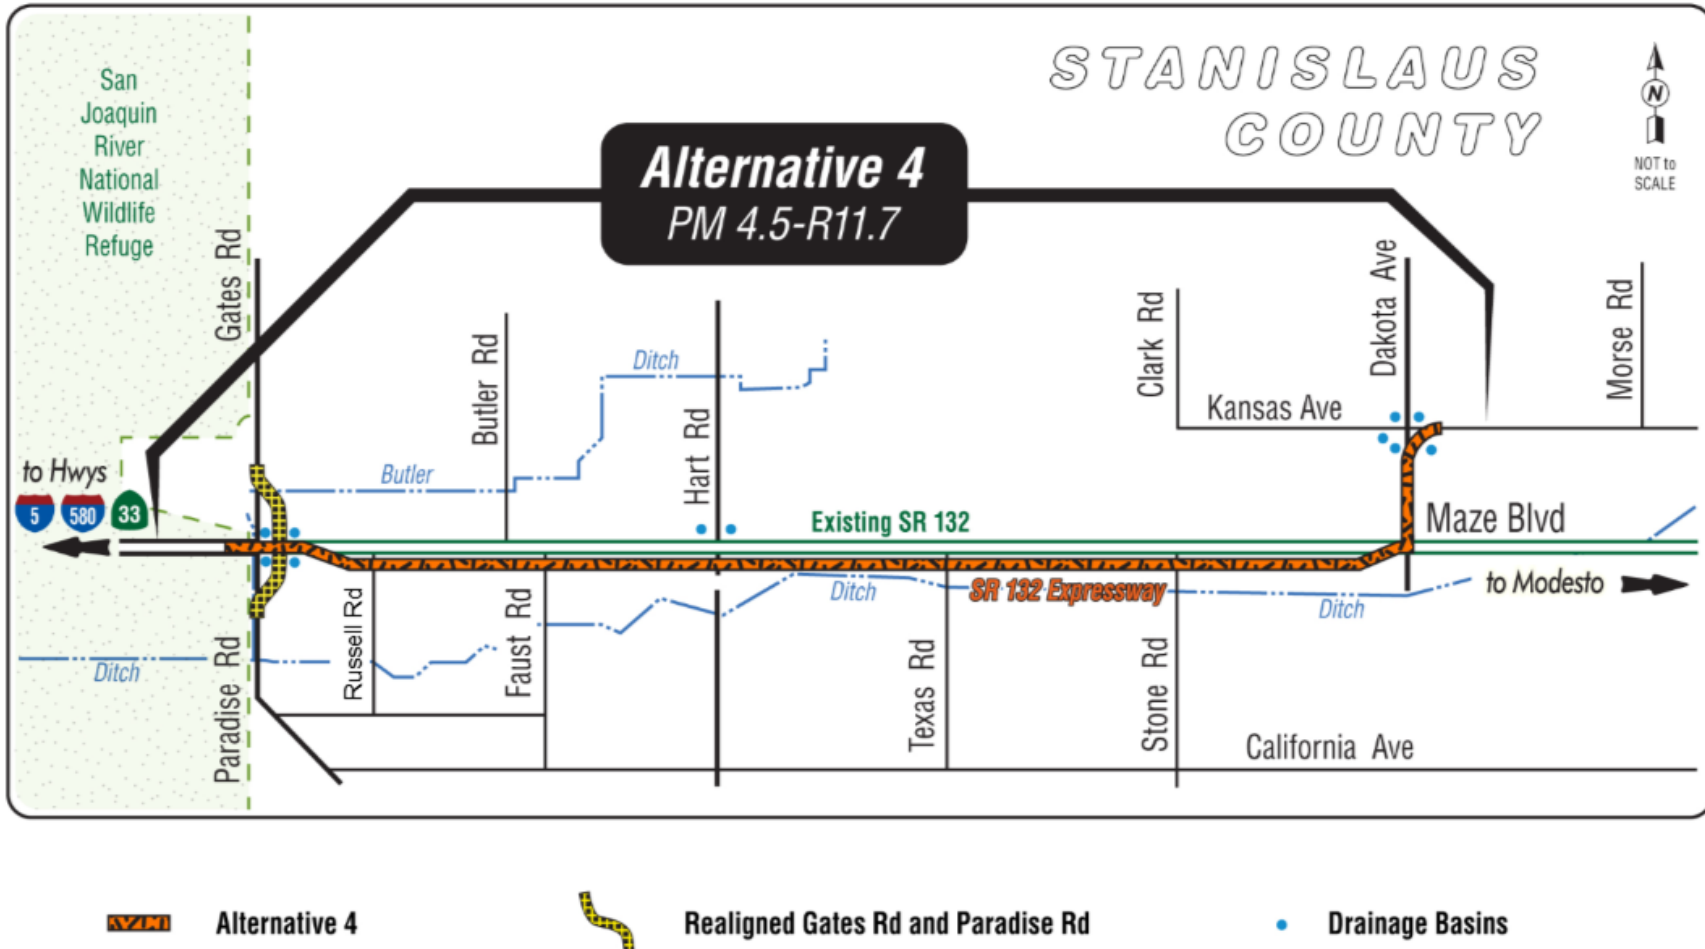 STANISLAUS
COUNTY
N
NOT to
SCALE
San
Joaquin
River
National
Wildlife
Refuge
Alternative 4
PM 4.5-R11.7
Gates Rd
Butler Rd
Ditch
Hart Rd
Clark Rd
Dakota Ave
Morse Rd
Kansas Ave
to Hwys
5
580
33
Butler
Existing SR 132
Maze Blvd
SR 132 Expressway
Ditch
Ditch
to Modesto
Ditch
Paradise Rd
Russell Rd
Faust Rd
Texas Rd
Stone Rd
California Ave
Alternative 4
Realigned Gates Rd and Paradise Rd
Drainage Basins